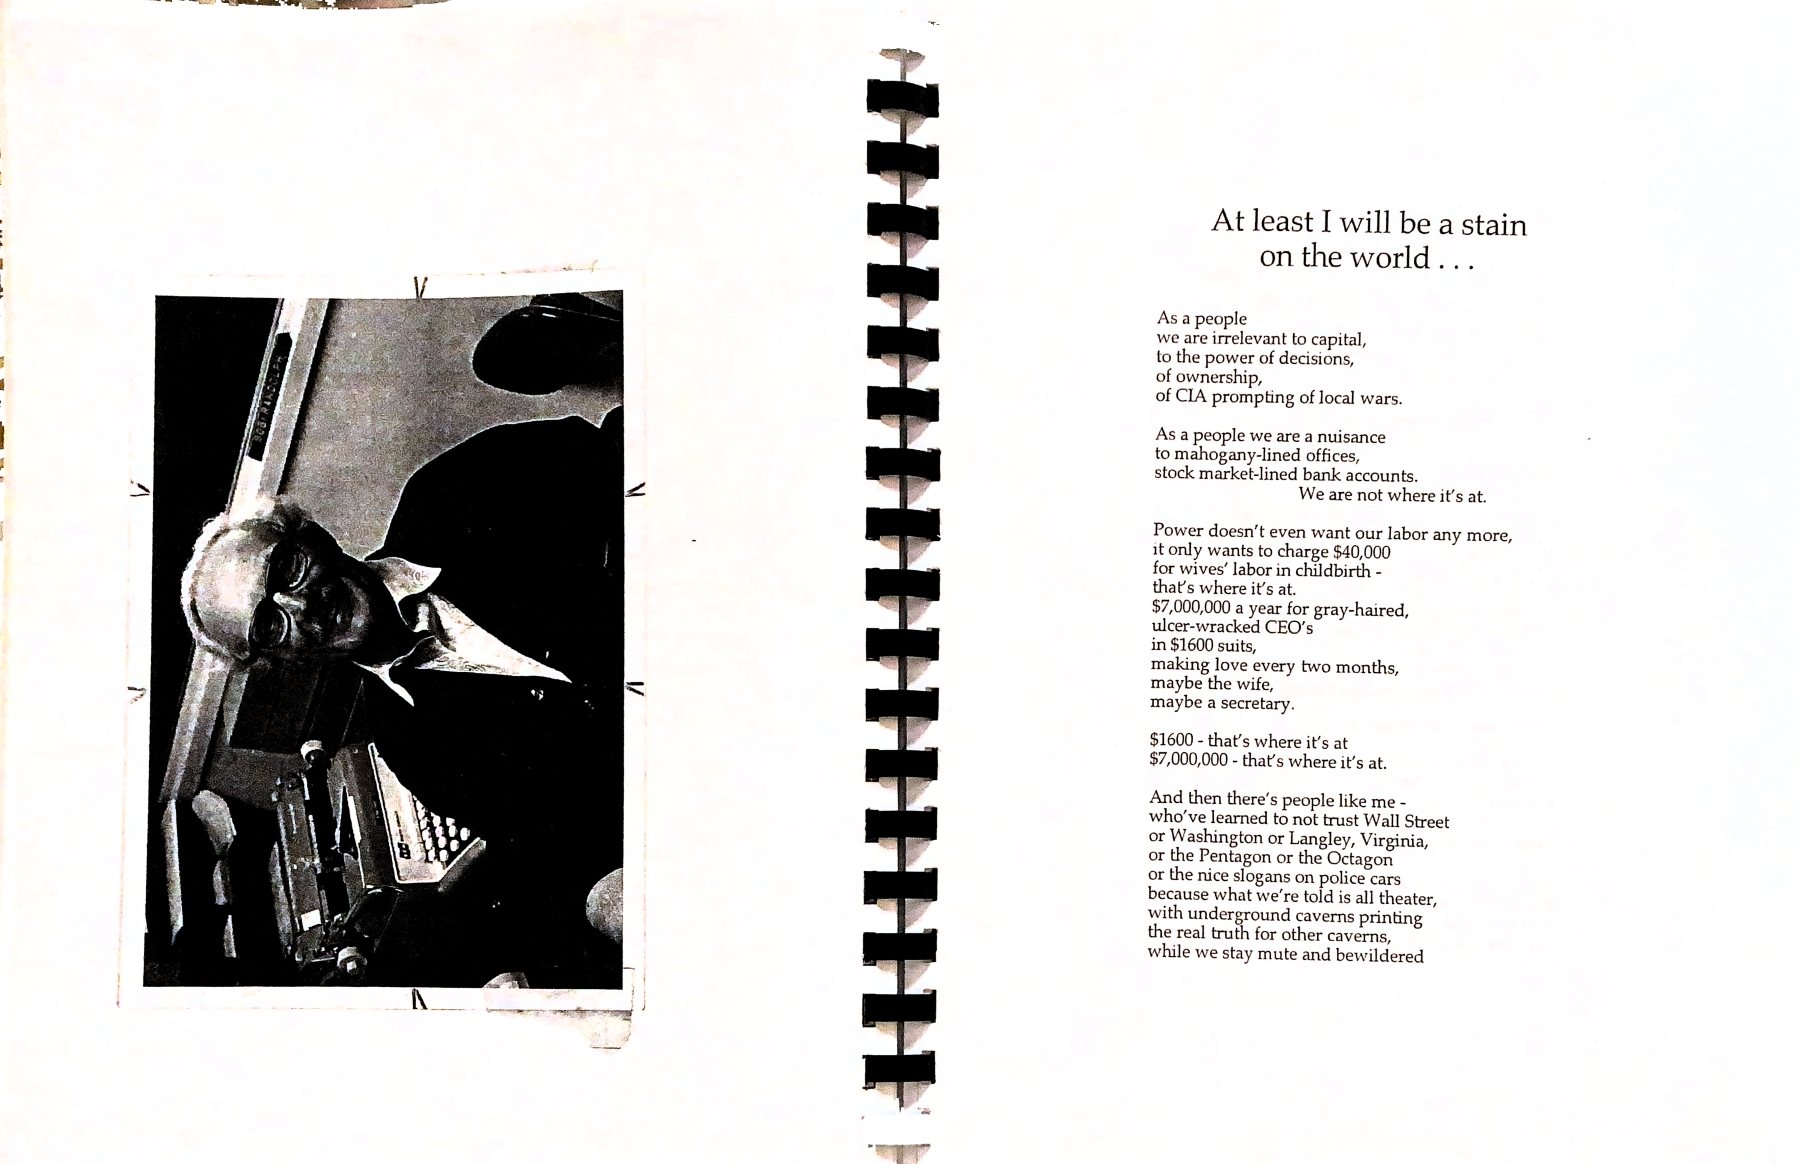 BOB RANDOLPH
At least I will be a stain
on the world . . .
As a people
we are irrelevant to capital,
to the power of decisions,
of ownership,
of CIA prompting of local wars.
As a people we are a nuisance
to mahogany-lined offices,
stock market-lined bank accounts.
We are not where it's at.
Power doesn't even want our labor any more,
it only wants to charge $40,000
for wives' labor in childbirth -
that's where it's at.
$7,000,000 a year for gray-haired,
ulcer-wracked CEO's
in $1600 suits,
making love every two months,
maybe the wife,
maybe a secretary.
$1600 - that's where it's at
$7,000,000 - that's where it's at.
And then there's people like me -
who've learned to not trust Wall Street
or Washington or Langley, Virginia,
or the Pentagon or the Octagon
or the nice slogans on police cars
because what we're told is all theater,
with underground caverns printing
the real truth for other caverns,
while we stay mute and bewildered